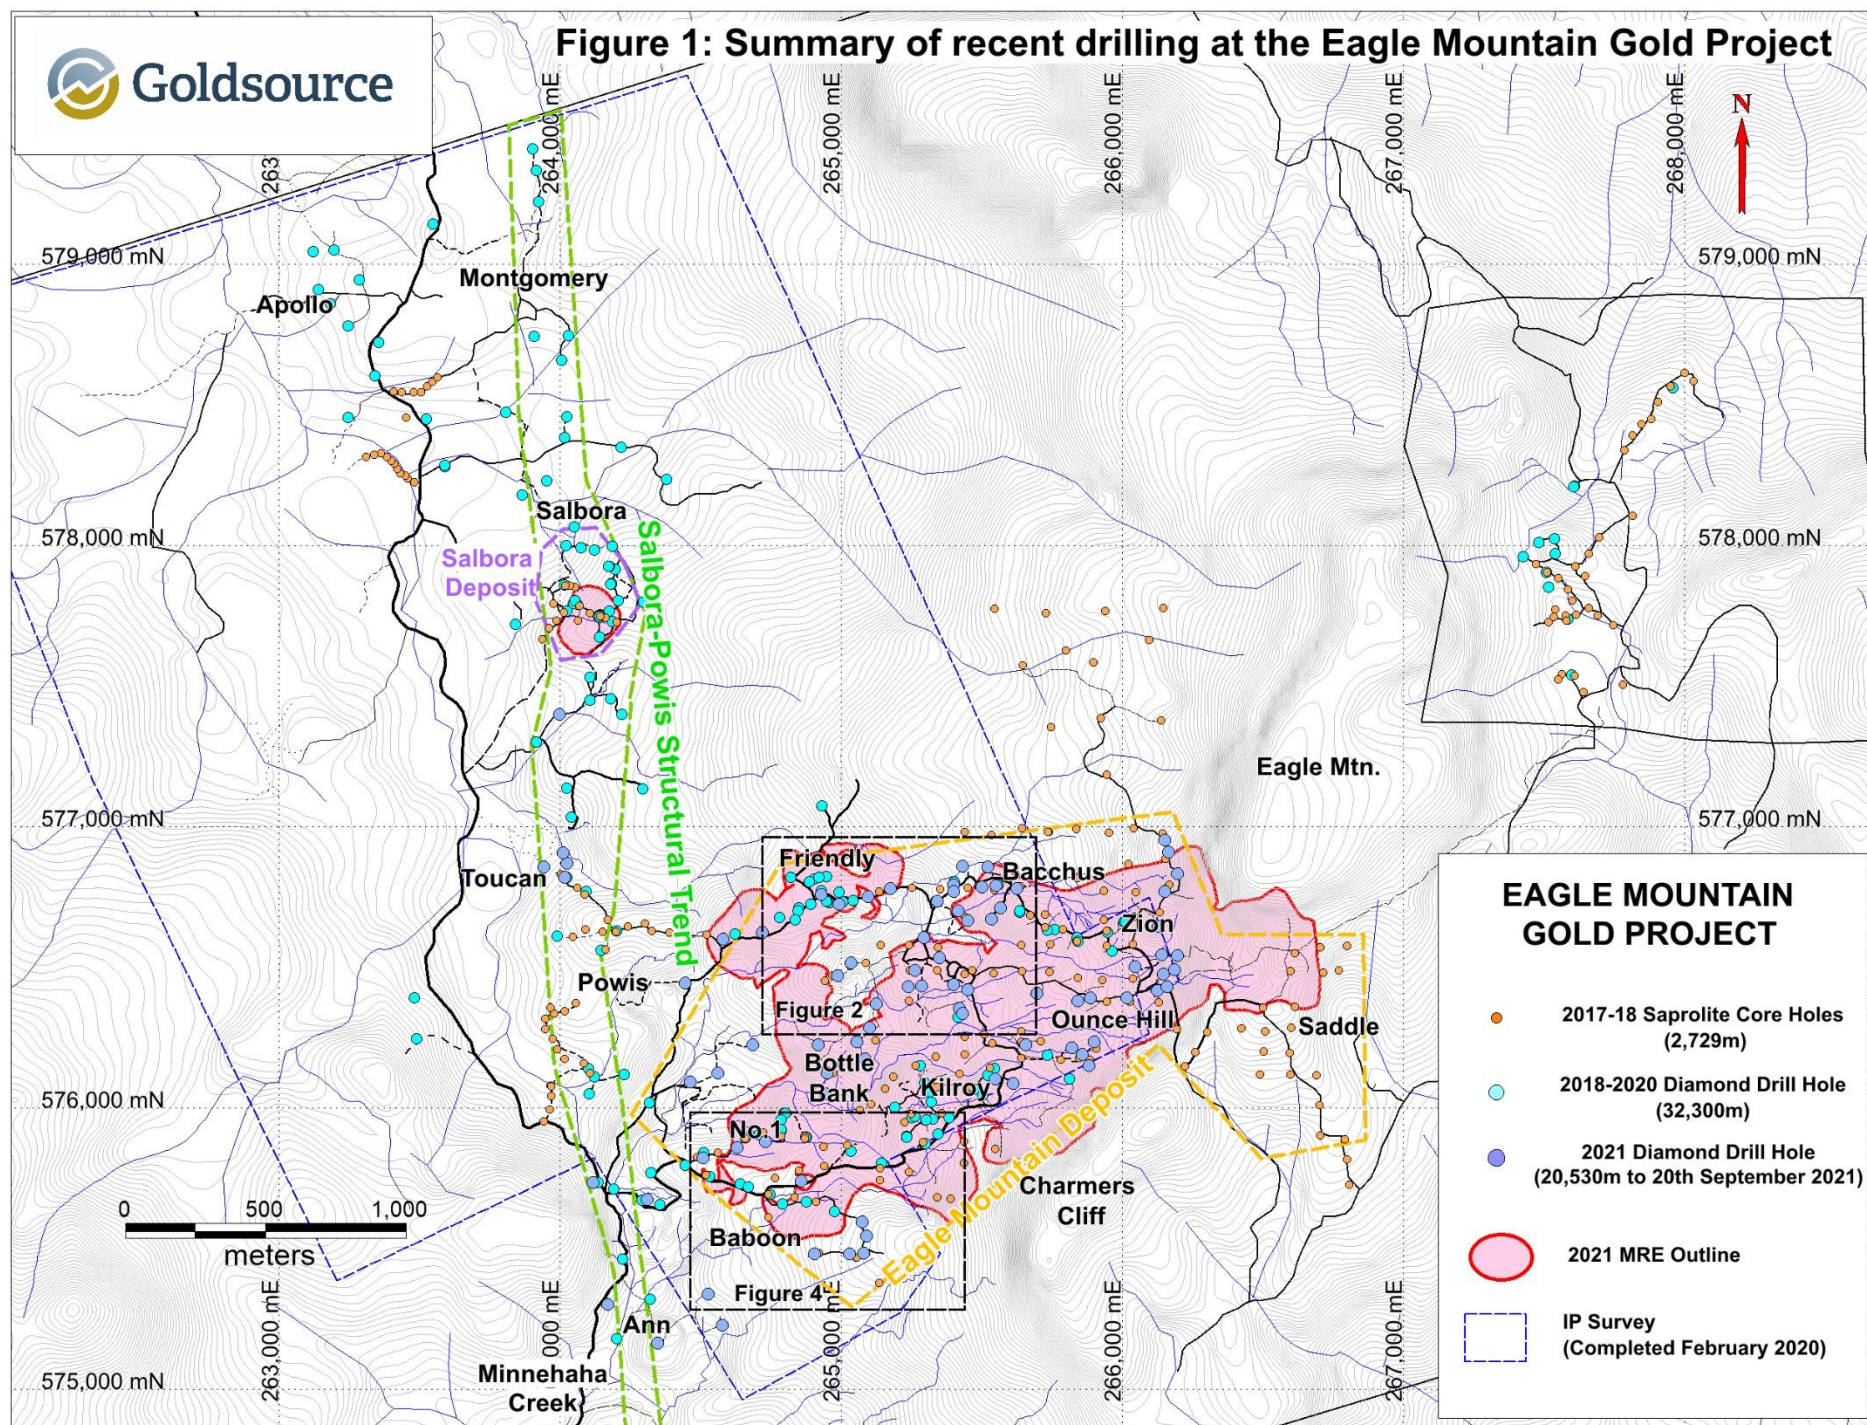 Figure 1: Summary of recent drilling at the Eagle Mountain Gold Project
Goldsource
263
264,000 mE
265,000 mE
266,000 mE
267,000 mE
268,000 mE
N
579,000 mN
579,000 mN
Montgomery
Apollo
Salbora
578,000 mN
578,000 mN
Salbora
Deposit
Salbora-Powis Structural Trend
Eagle Mtn.
577,000 mN
577,000 mN
Friendly
Bacchus
Toucan
Zion
Powis
Figure 2
Ounce Hill
Saddle
Bottle
Bank
Kilroy
576,000 mN
No.1
Eagle Mountain Deposit
Charmers
Cliff
Baboon
Figure 4
Ann
Minnehaha
Creek
575,000 mN
0 500 1,000
meters
263,000 mE
264,000 mE
265,000 mE
266,000 mE
267,000 mE
EAGLE MOUNTAIN
GOLD PROJECT
2017-18 Saprolite Core Holes
(2,729m)
2018-2020 Diamond Drill Hole
(32,300m)
2021 Diamond Drill Hole
(20,530m to 20th September 2021)
2021 MRE Outline
IP Survey
(Completed February 2020)